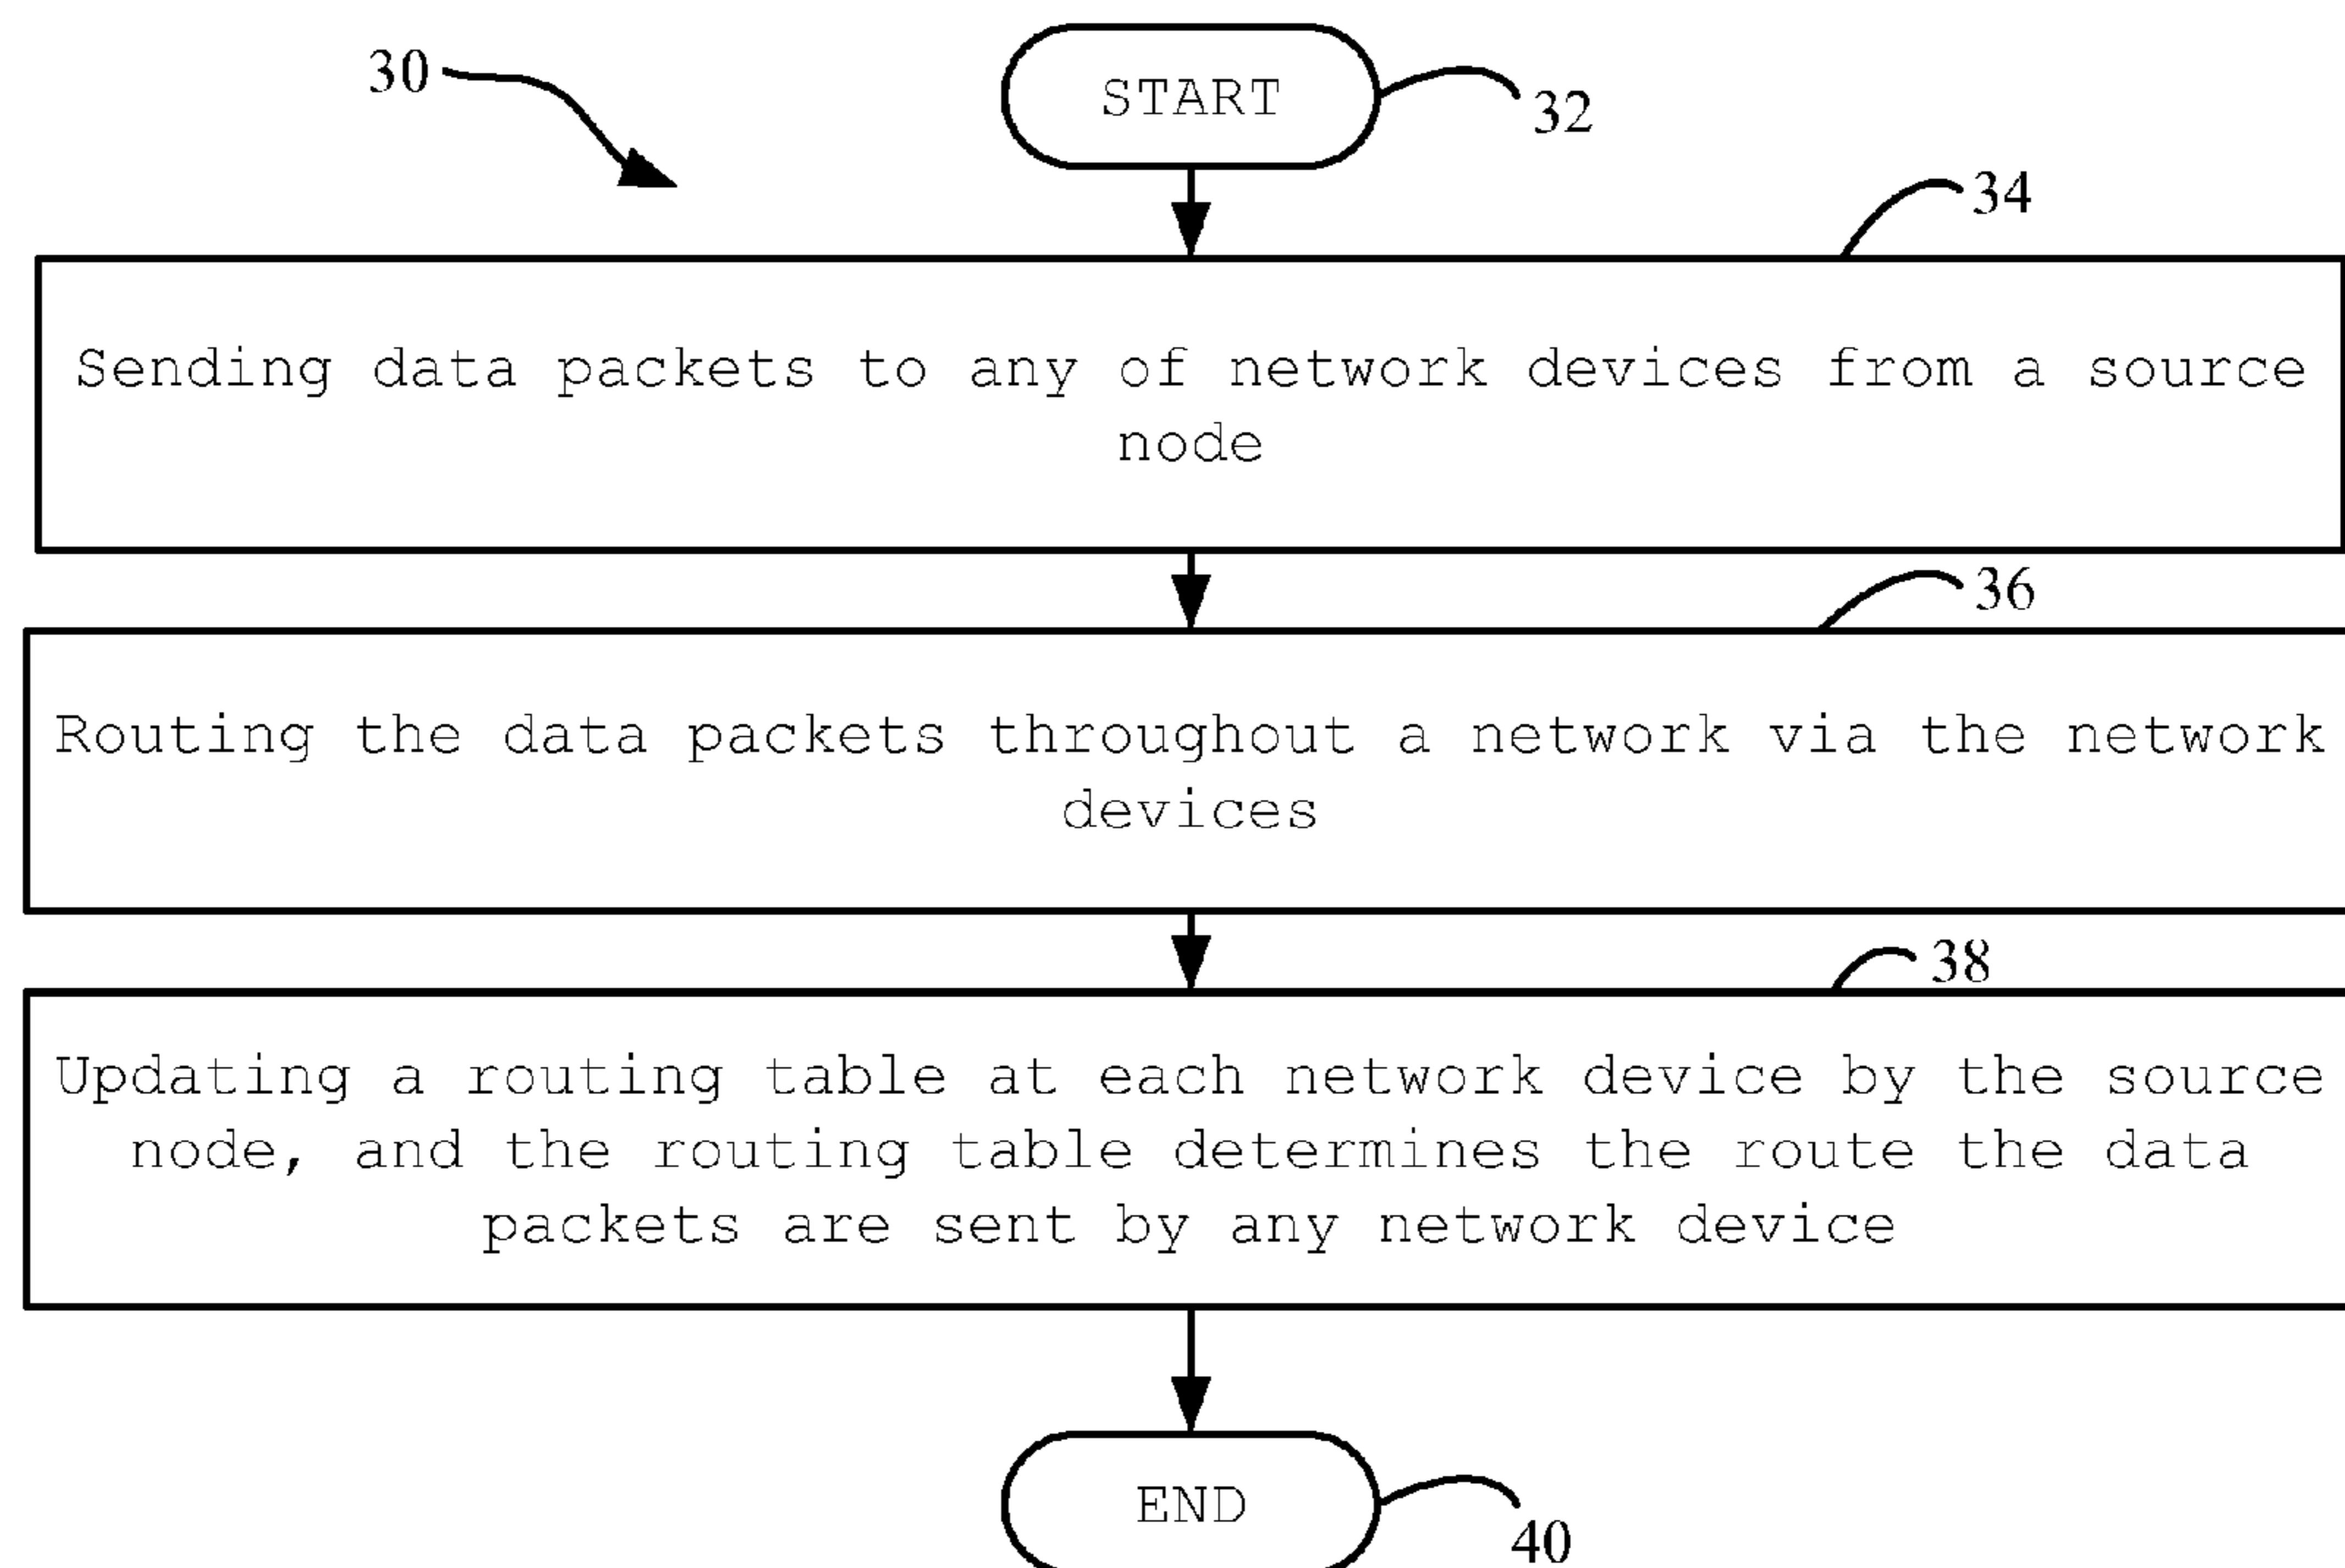 30
START
32
34
Sending data packets to any of network devices from a source
node
36
Routing the data packets throughout a network via the network
devices
38
Updating a routing table at each network device by the source
node, and the routing table determines the route the data
packets are sent by any network device
END
40